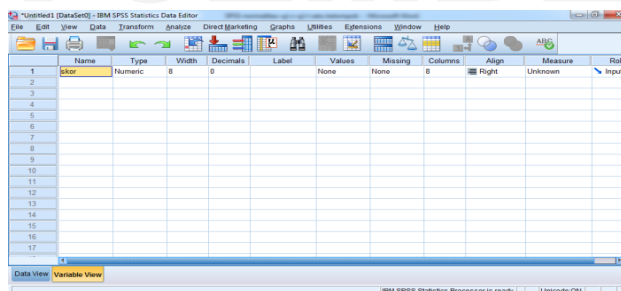 *Untitled1 [DataSet0] - IBM SPSS Statistics Data Editor
File Edit View Data Transform Analyze Direct Marketing Graphs Utilities Extensions Window Help
Name Type Width Decimals Label Values Missing Columns Align Measure Rol
1 skor Numeric 8 0 None None 8 Right Unknown Input
2
3
4
5
6
7
8
9
10
11
12
13
14
15
16
17
Data View Variable View
IBM SPSS Statistics Processor is ready Unicode:ON